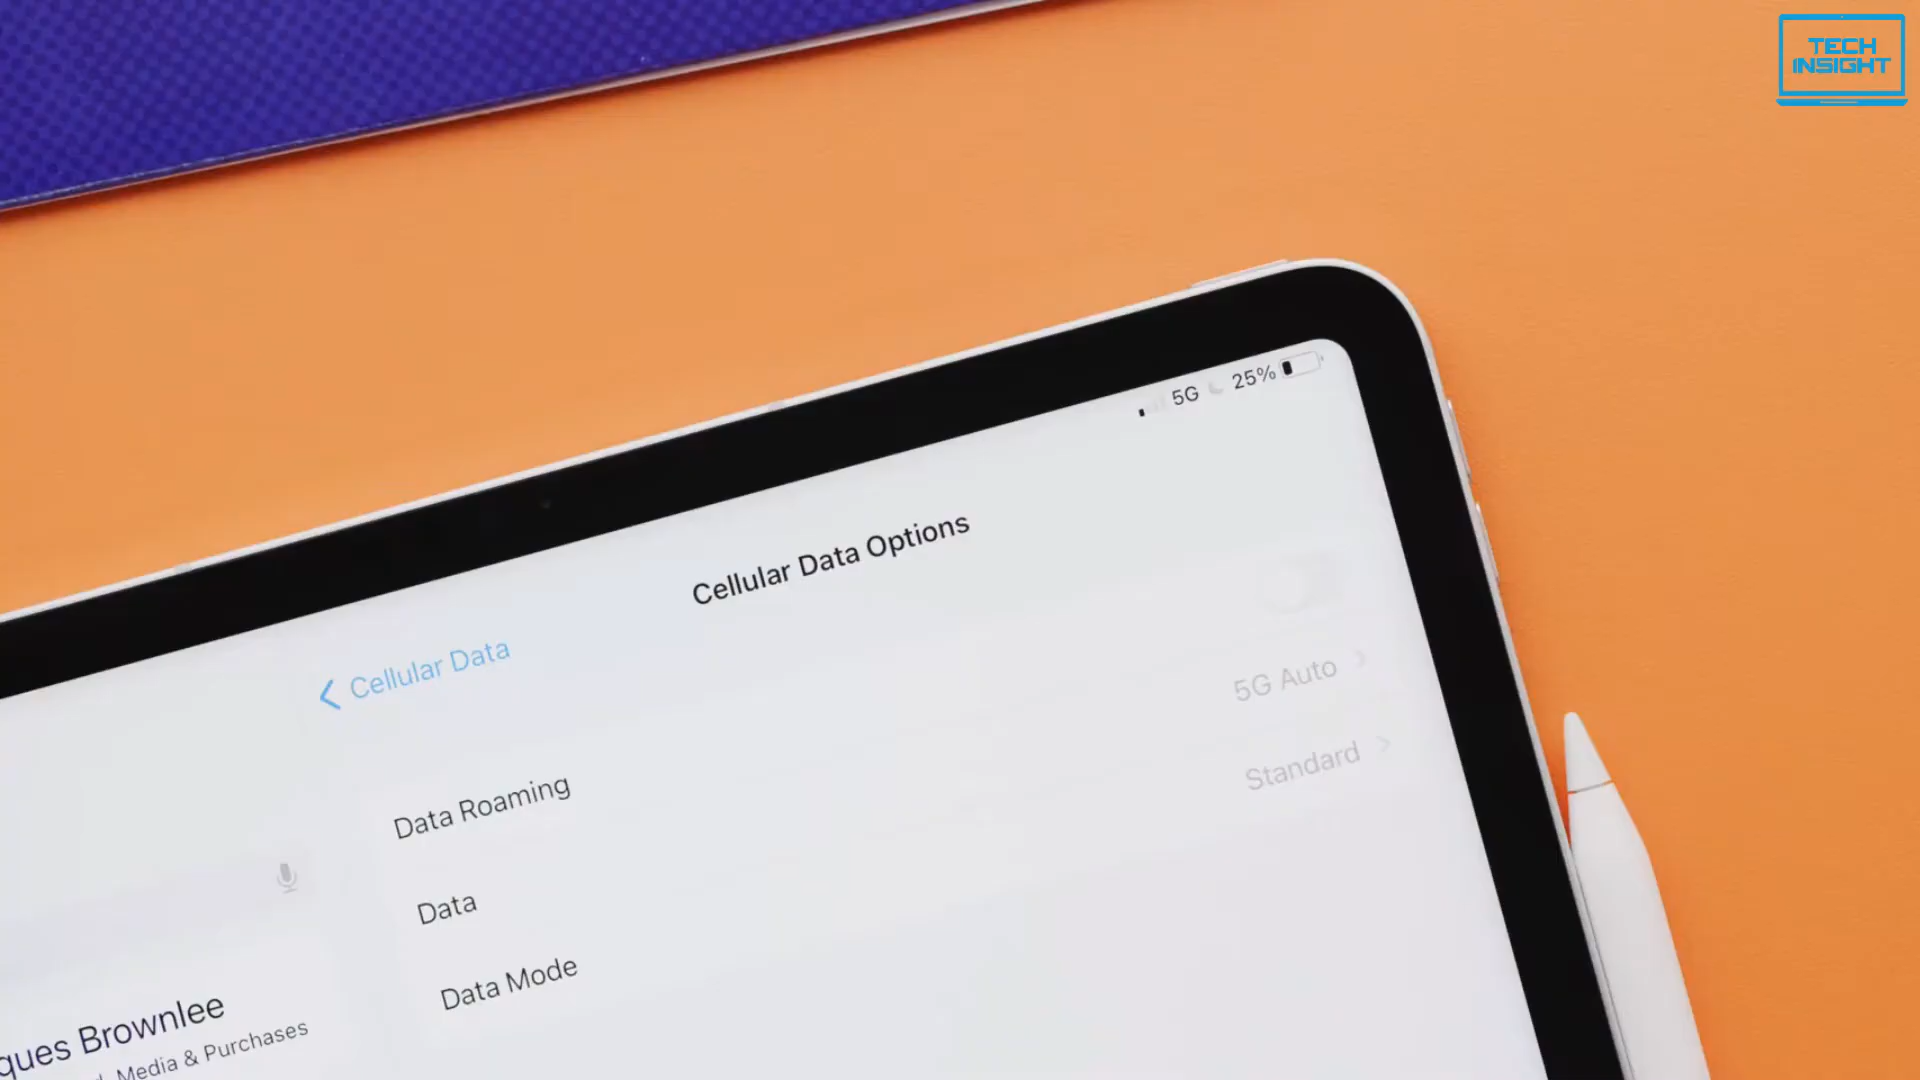 TECH
INSIGHT
5G 25%
Cellular Data Options
Cellular Data
Data Roaming
Data
5G Auto
Data Mode
Standard
ques Brownlee
Media & Purchases